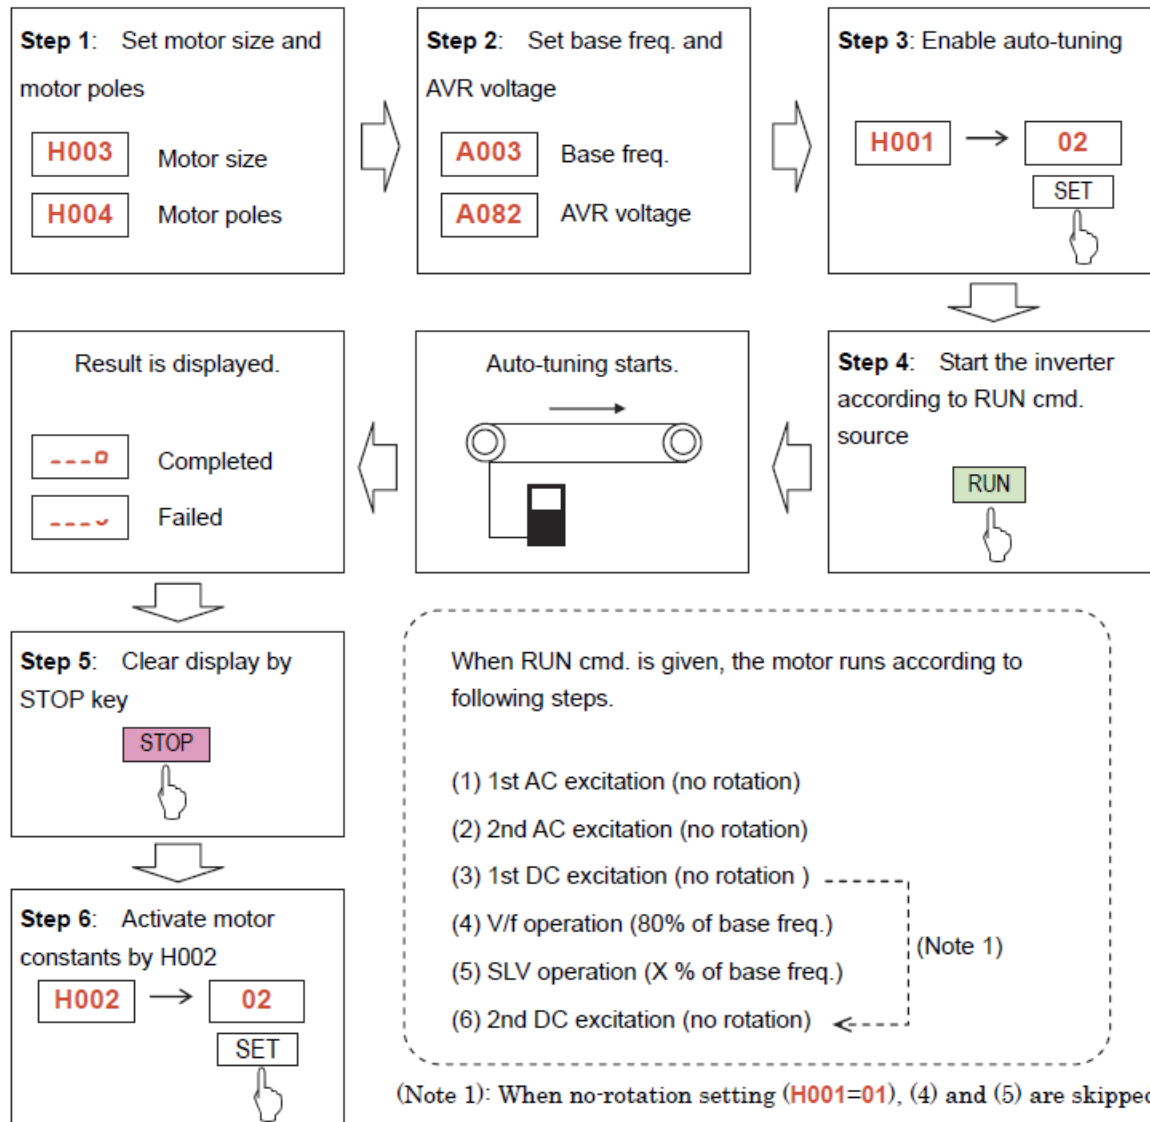 Step 1: Set motor size and
motor poles
H003 Motor size
H004 Motor poles
Step 2: Set base freq. and
AVR voltage
A003 Base freq.
A082 AVR voltage
Step 3: Enable auto-tuning
H001 → 02
SET
Step 4: Start the inverter
according to RUN cmd.
source
RUN
Auto-tuning starts.
Result is displayed.
Completed
Failed
Step 5: Clear display by
STOP key
STOP
Step 6: Activate motor
constants by H002
H002 → 02
SET
When RUN cmd. is given, the motor runs according to
following steps.
(1) 1st AC excitation (no rotation)
(2) 2nd AC excitation (no rotation)
(3) 1st DC excitation (no rotation )
(4) V/f operation (80% of base freq.)
(5) SLV operation (X % of base freq.)
(6) 2nd DC excitation (no rotation)
(Note 1)
(Note 1): When no-rotation setting (H001=01), (4) and (5) are skipped